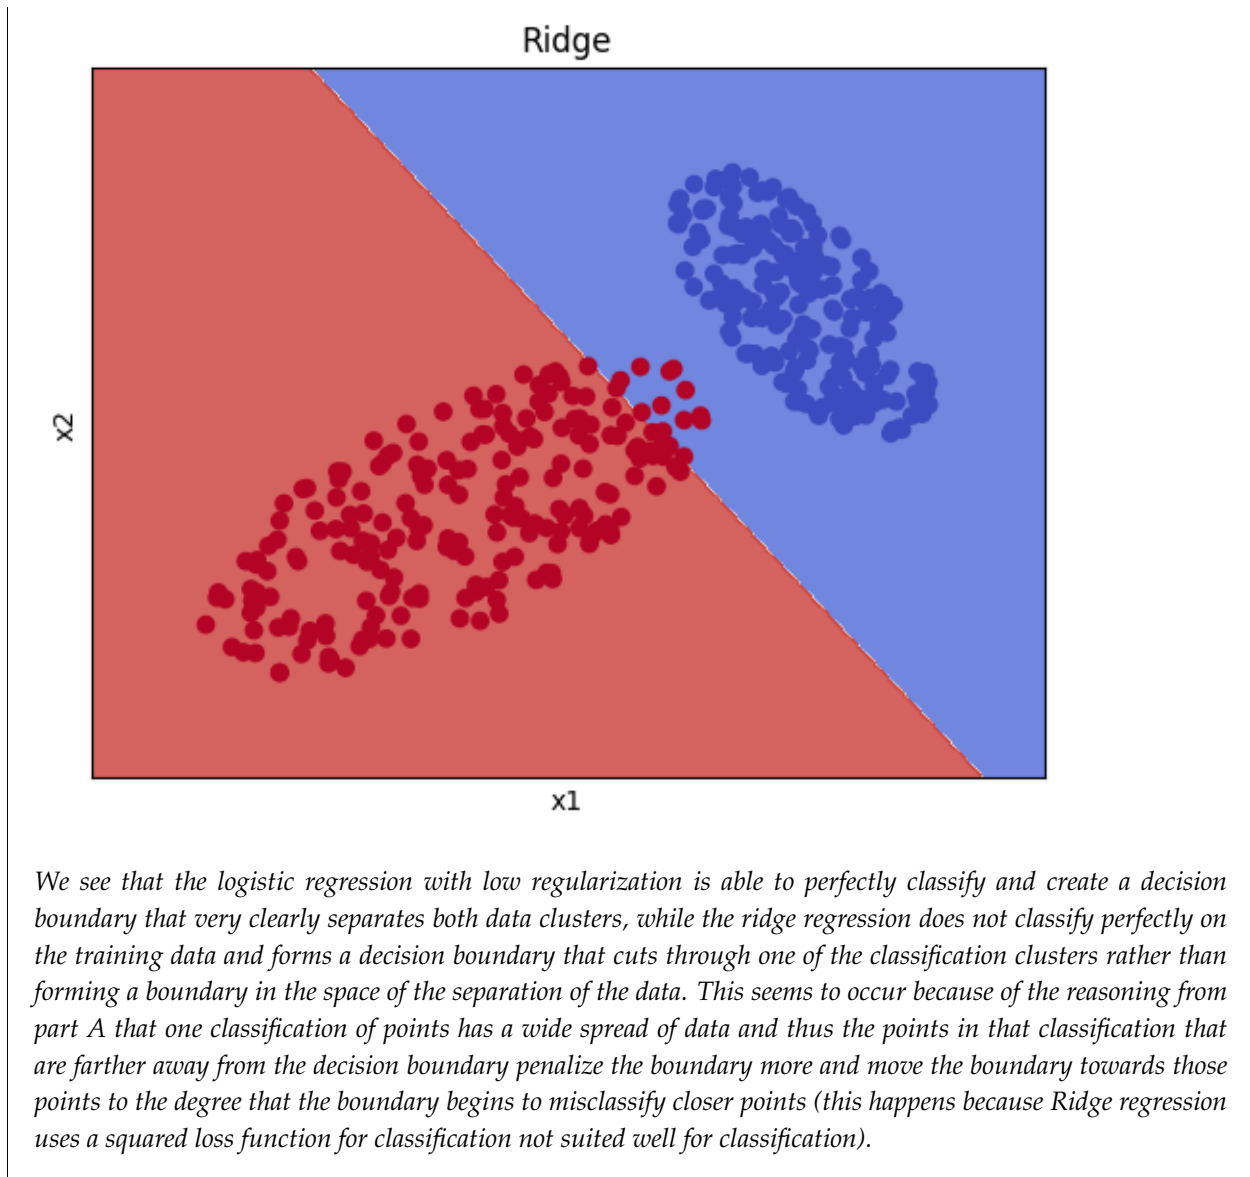 Ridge
x2
x1
We see that the logistic regression with low regularization is able to perfectly classify and create a decision
boundary that very clearly separates both data clusters, while the ridge regression does not classify perfectly on
the training data and forms a decision boundary that cuts through one of the classification clusters rather than
forming a boundary in the space of the separation of the data. This seems to occur because of the reasoning from
part A that one classification of points has a wide spread of data and thus the points in that classification that
are farther away from the decision boundary penalize the boundary more and move the boundary towards those
points to the degree that the boundary begins to misclassify closer points (this happens because Ridge regression
uses a squared loss function for classification not suited well for classification).